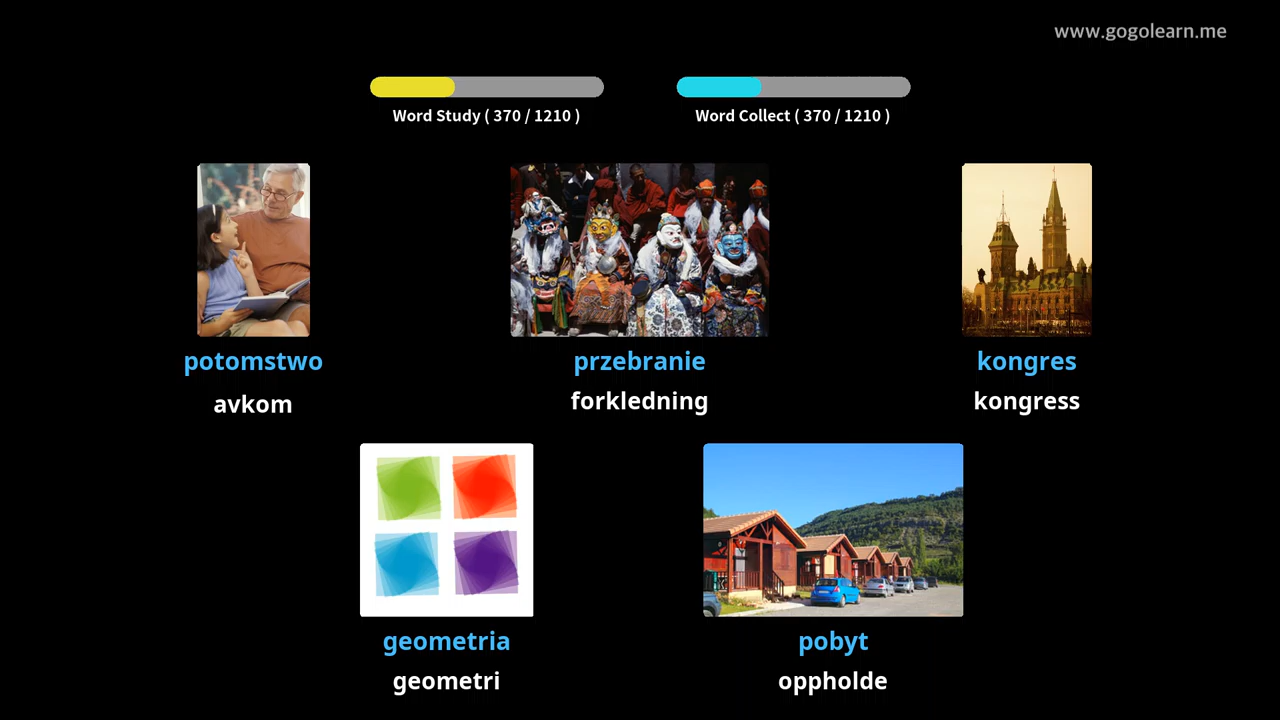 www.gogolearn.me
Word Study ( 370 / 1210 )
Word Collect ( 370 / 1210 )
potomstwo
avkom
przebranie
forkledning
kongres
kongress
geometria
geometri
pobyt
oppholde